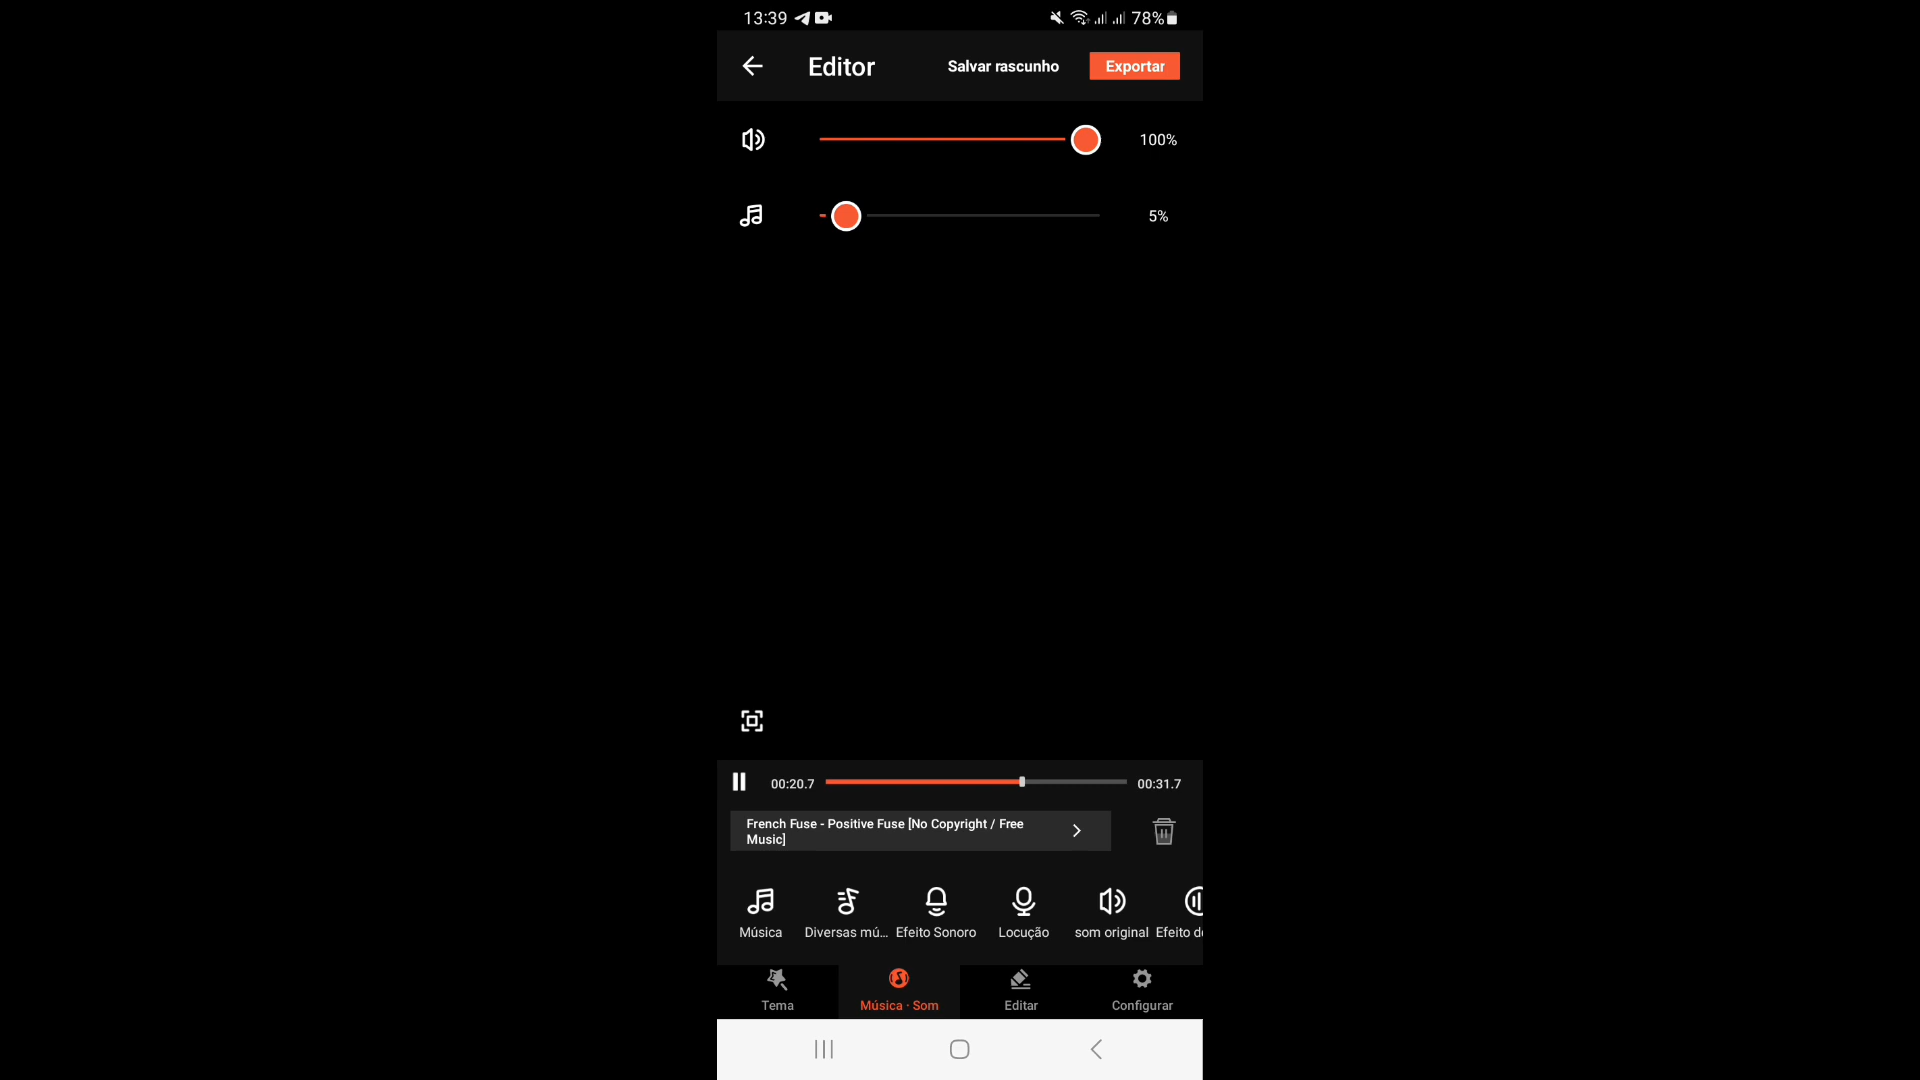 13:39 78%
Editor Salvar rascunho Exportar
100%
5%
00:20.7 00:31.7
French Fuse - Positive Fuse [No Copyright / Free
Music]
Música Diversas mú... Efeito Sonoro Locução som original Efeito d
Tema Música · Som Editar Configurar